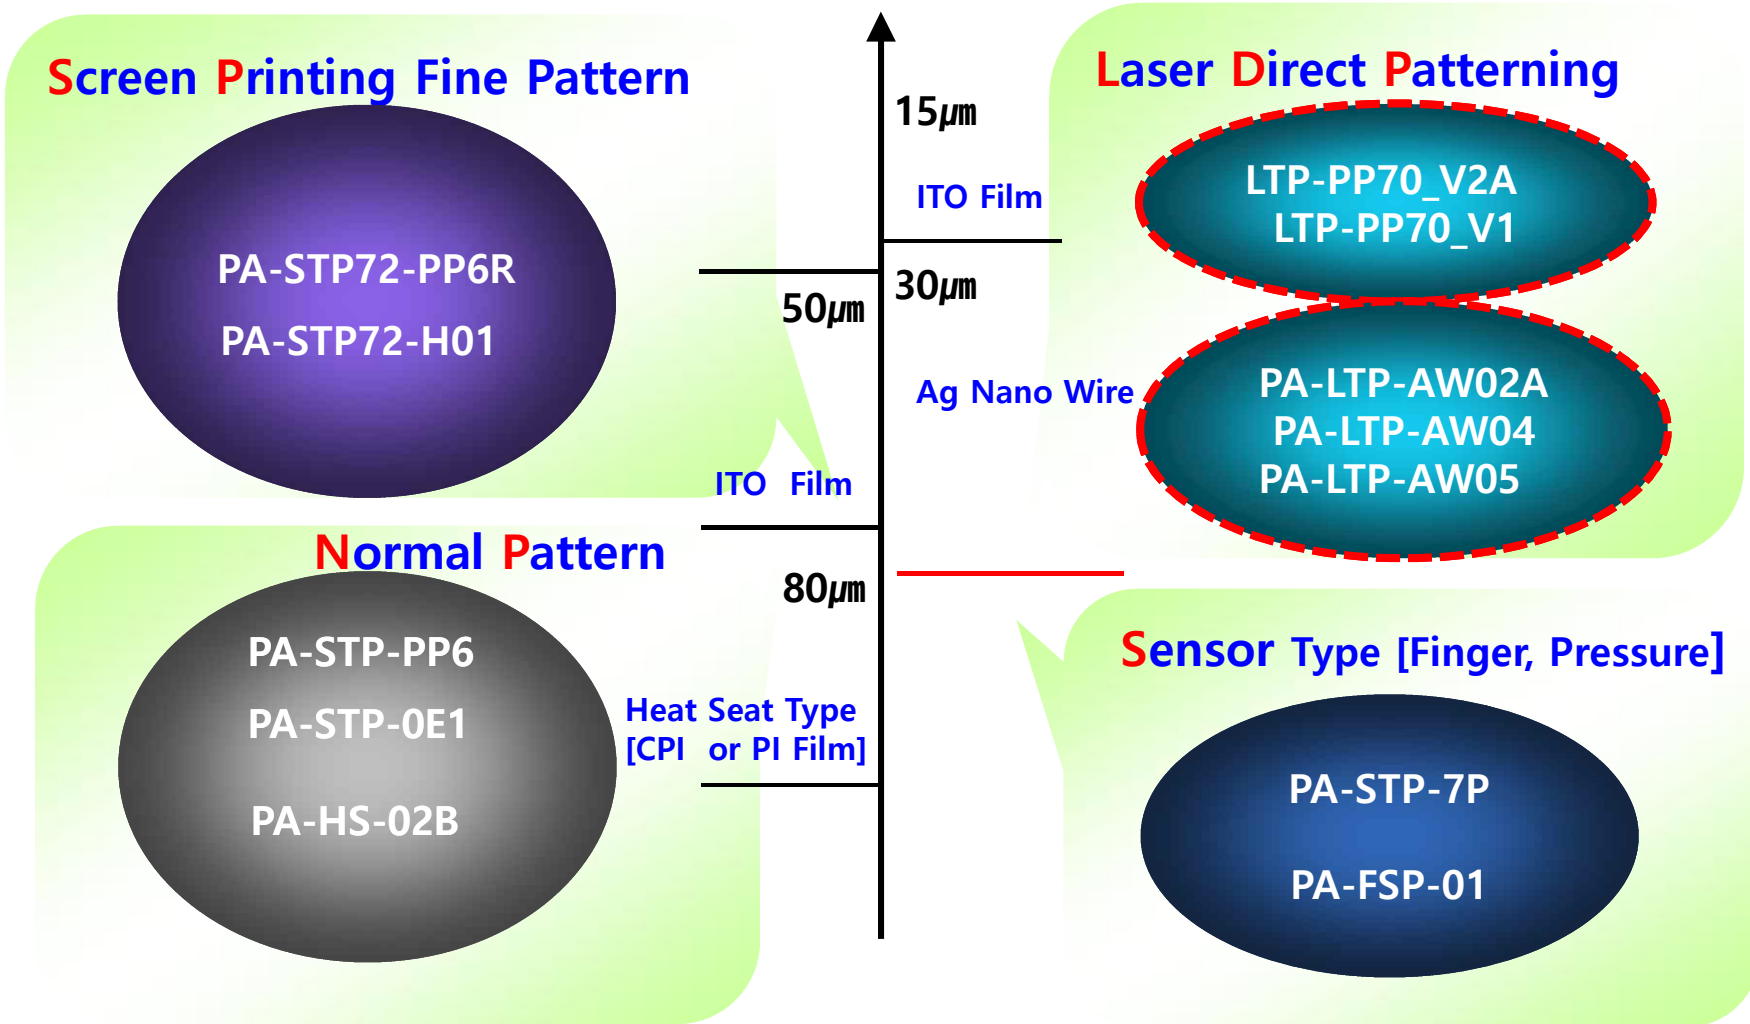 Screen Printing Fine Pattern
PA-STP72-PP6R
PA-STP72-H01
Normal Pattern
PA-STP-PP6
PA-STP-0E1
PA-HS-02B
50㎛
ITO Film
80㎛
Heat Seat Type
[CPI or PI Film]
15㎛
ITO Film
30㎛
Ag Nano Wire
Laser Direct Patterning
LTP-PP70_V2A
LTP-PP70_V1
PA-LTP-AW02A
PA-LTP-AW04
PA-LTP-AW05
Sensor Type [Finger, Pressure]
PA-STP-7P
PA-FSP-01